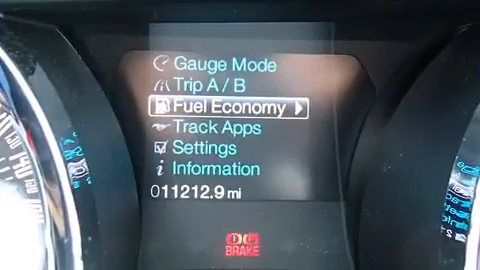 Gauge Mode
Trip A / B
Fuel Economy
Track Apps
Settings
Information
011212.9 mi
BRAKE